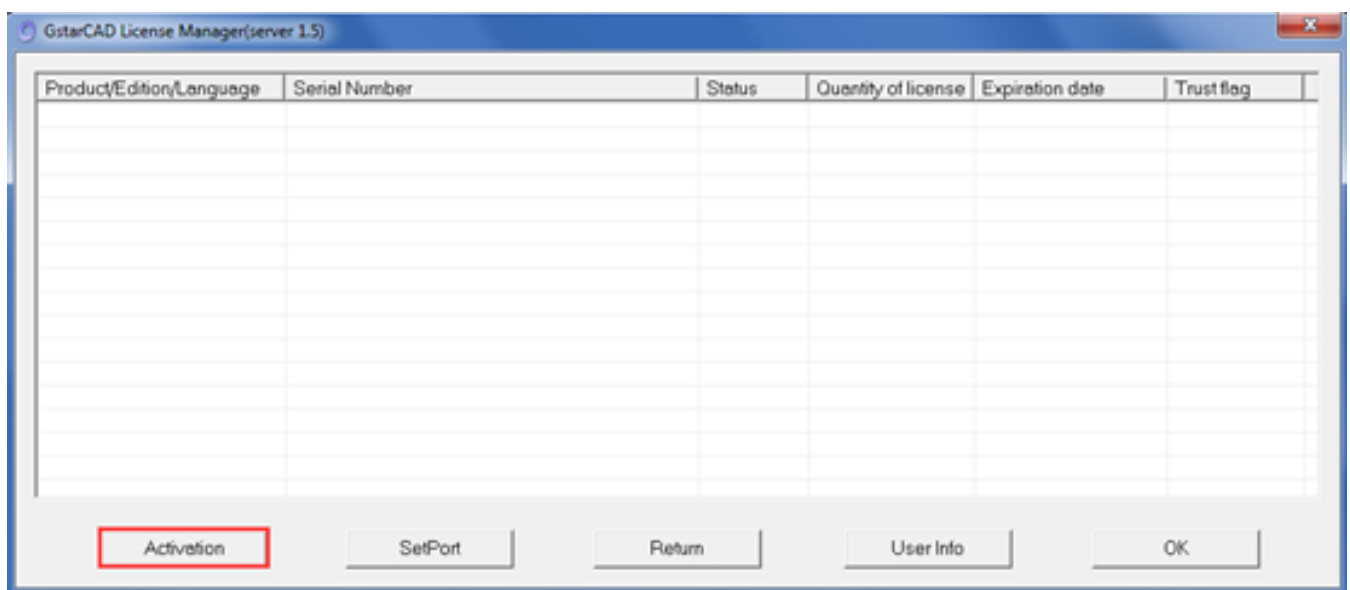 GstarCAD License Manager(server 1.5)
Product/Edition/Language Serial Number Status Quantity of license Expiration date Trust flag
Activation SetPort Return User Info OK